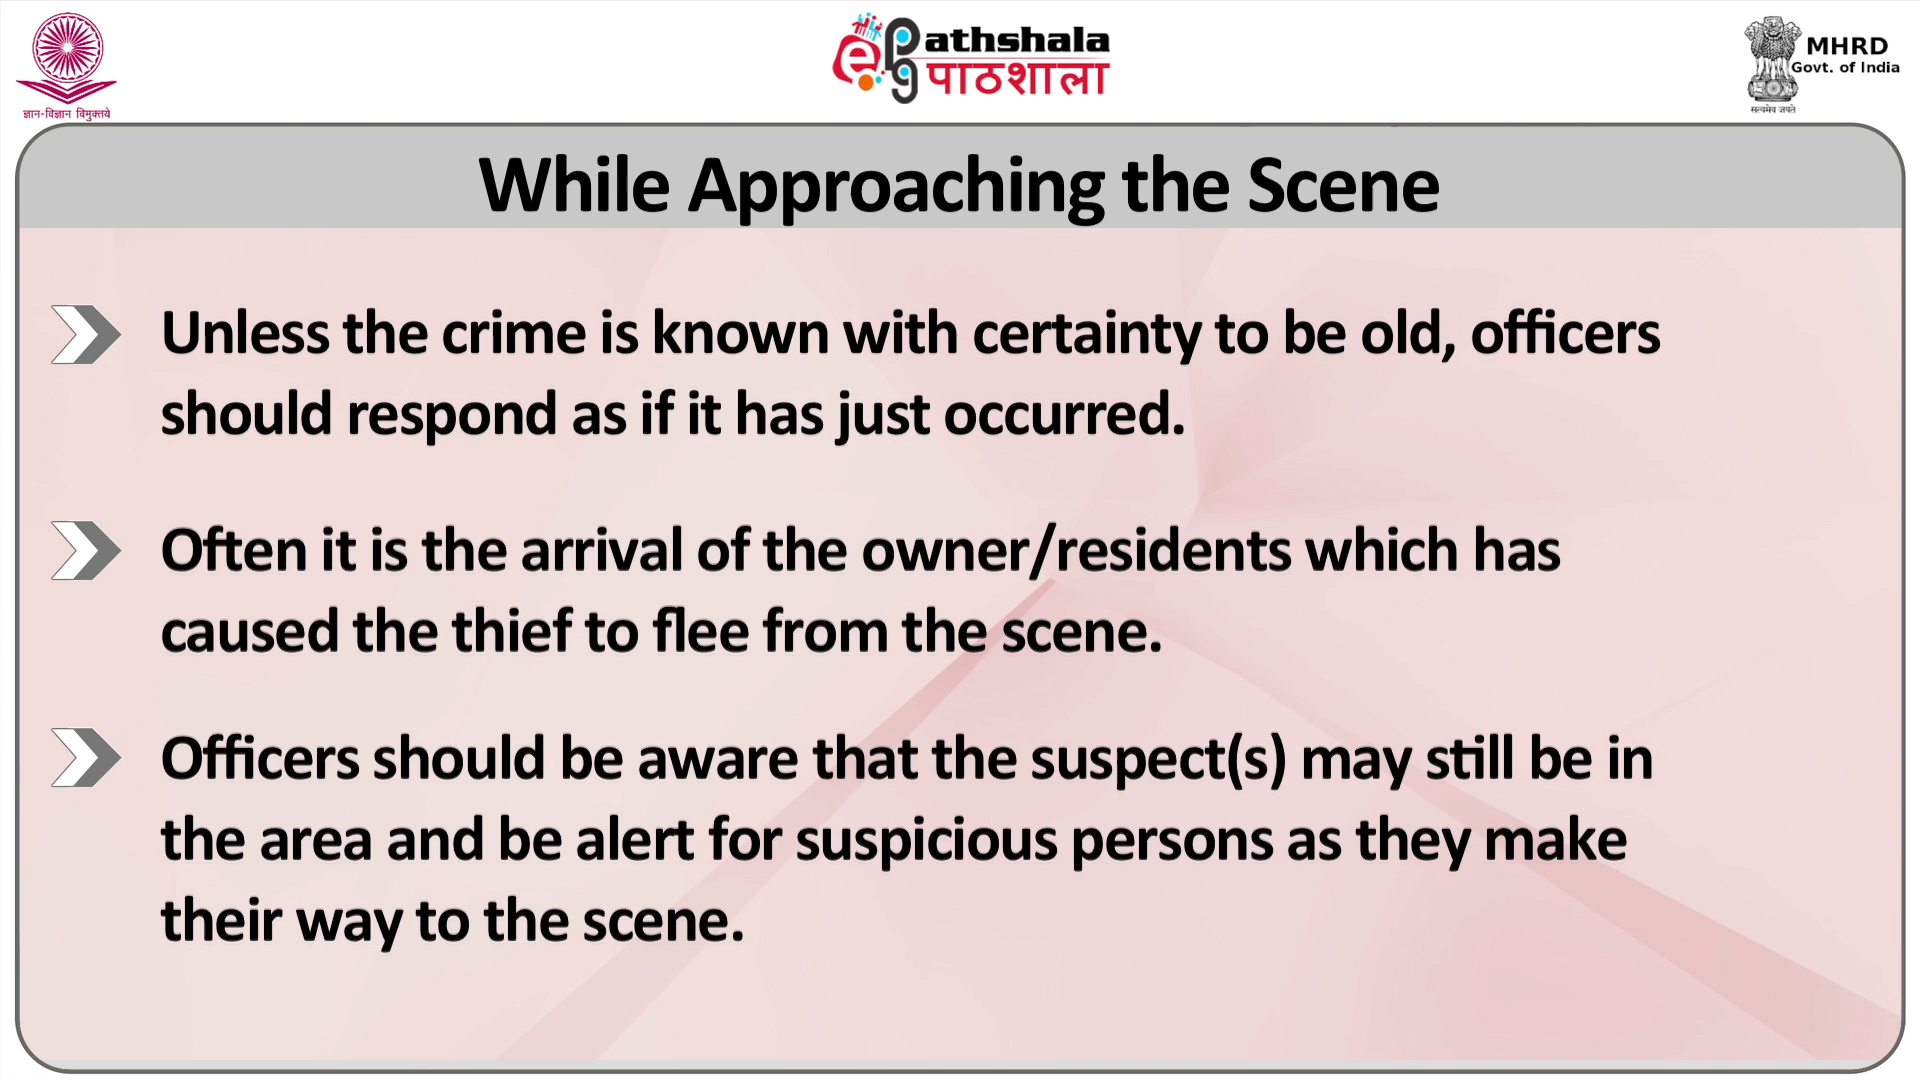 ज्ञान-विज्ञान विमुक्तये
e Pg athshala
पाठशाला
MHRD
Govt. of India
सत्यमेव जयते
While Approaching the Scene
Unless the crime is known with certainty to be old, officers
should respond as if it has just occurred.
Often it is the arrival of the owner/residents which has
caused the thief to flee from the scene.
Officers should be aware that the suspect(s) may still be in
the area and be alert for suspicious persons as they make
their way to the scene.